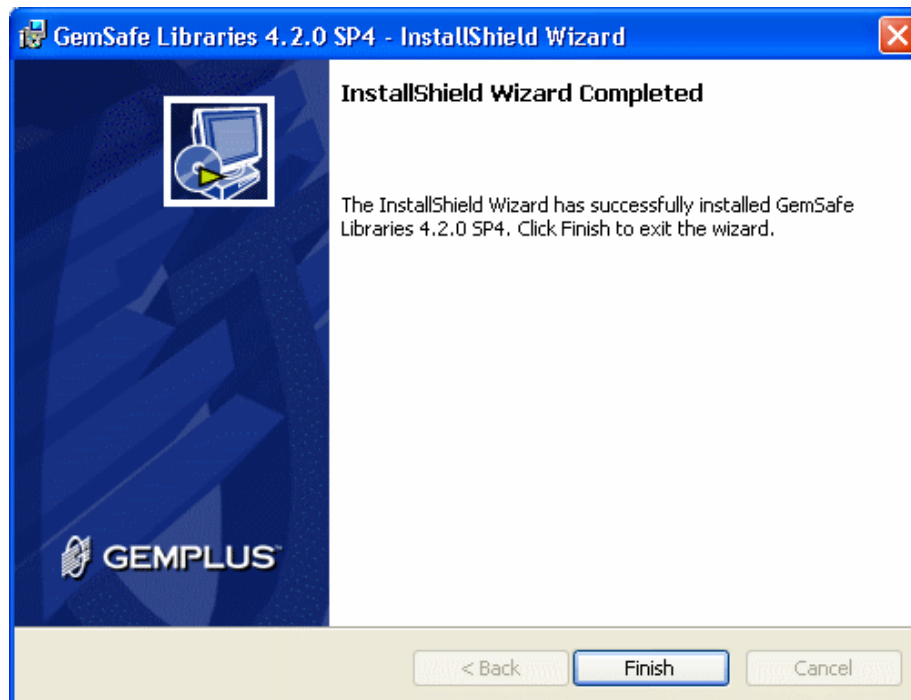 GemSafe Libraries 4.2.0 SP4 - InstallShield Wizard
InstallShield Wizard Completed
The InstallShield Wizard has successfully installed GemSafe
Libraries 4.2.0 SP4. Click Finish to exit the wizard.
GEMPLUS™
< Back
Finish
Cancel